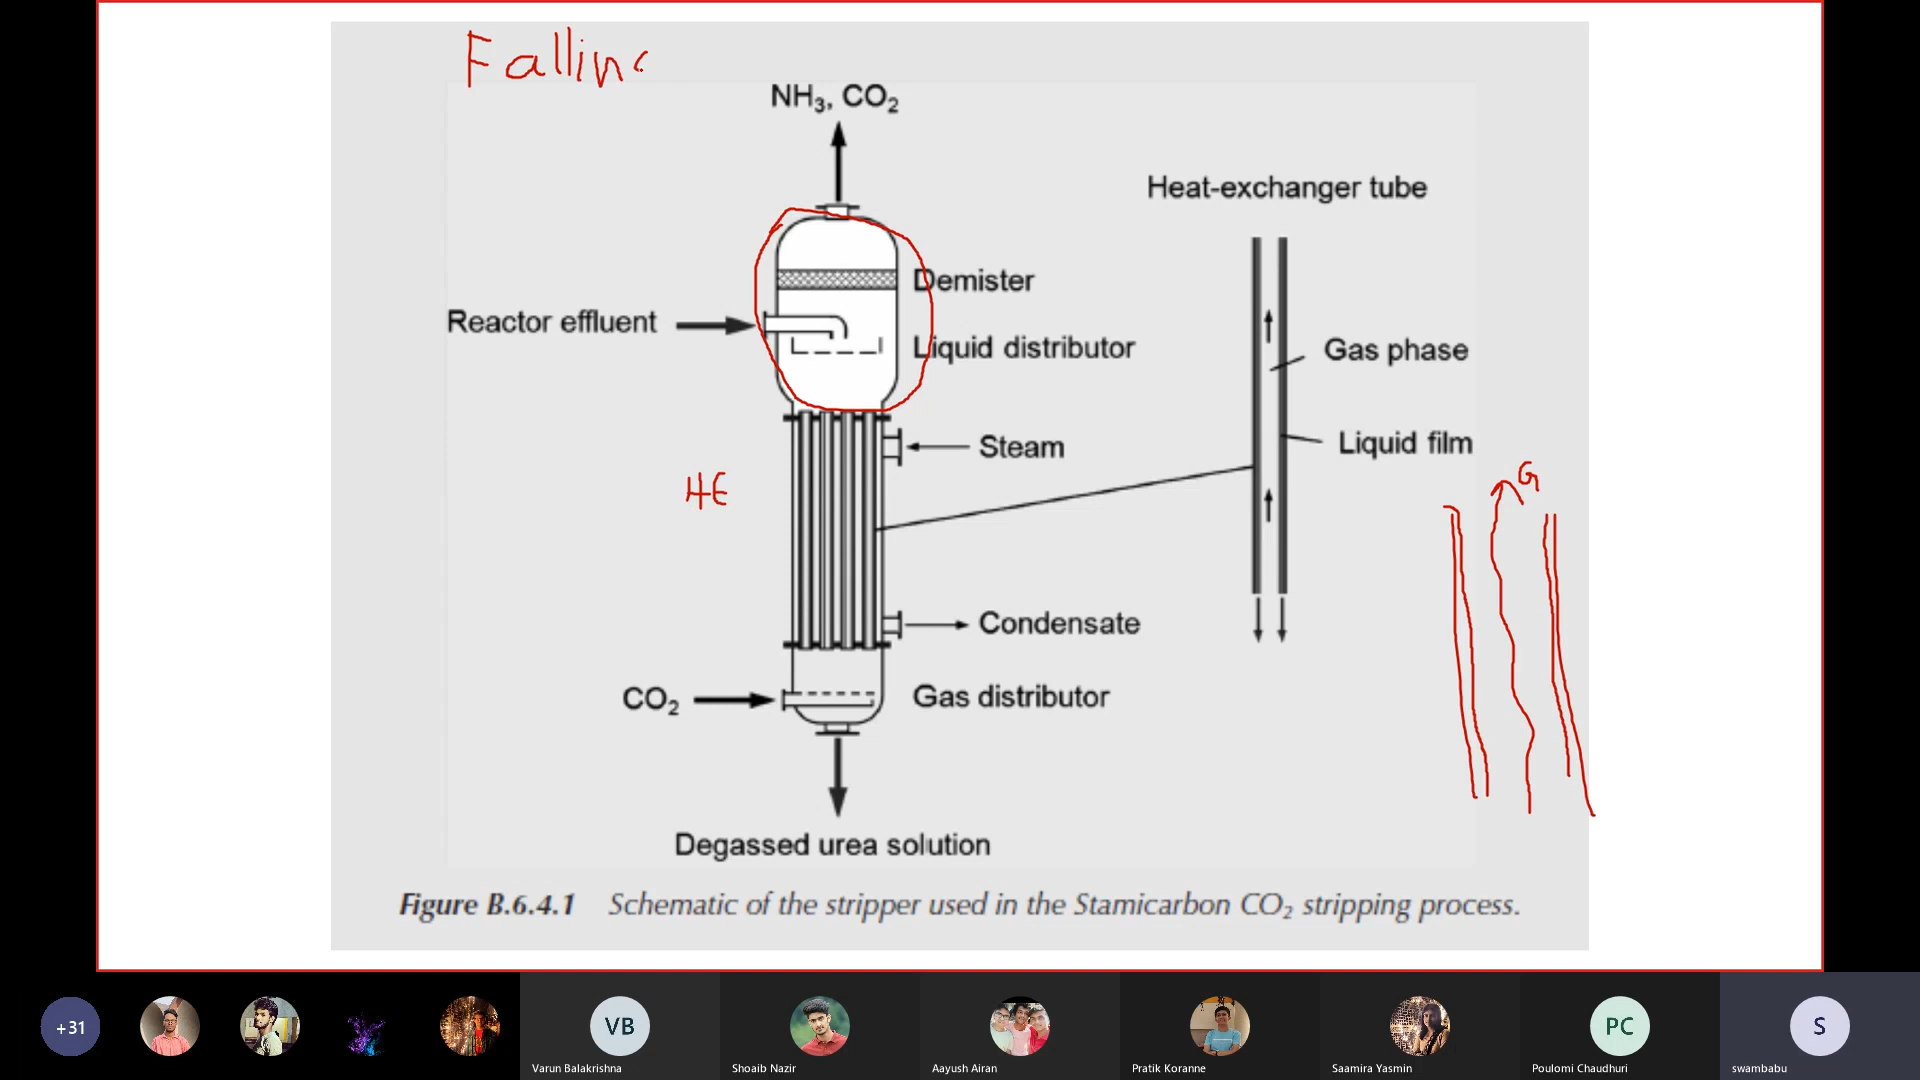 Fallin
NH3, CO2
Heat-exchanger tube
Demister
Reactor effluent
Liquid distributor
Gas phase
Steam
Liquid film
G
HE
Condensate
CO2
Gas distributor
Degassed urea solution
Figure B.6.4.1 Schematic of the stripper used in the Stamicarbon CO2 stripping process.
+31
VB
PC
S
Varun Balakrishna
Shoaib Nazir
Aayush Airan
Pratik Koranne
Saamira Yasmin
Poulomi Chaudhuri
swambabu